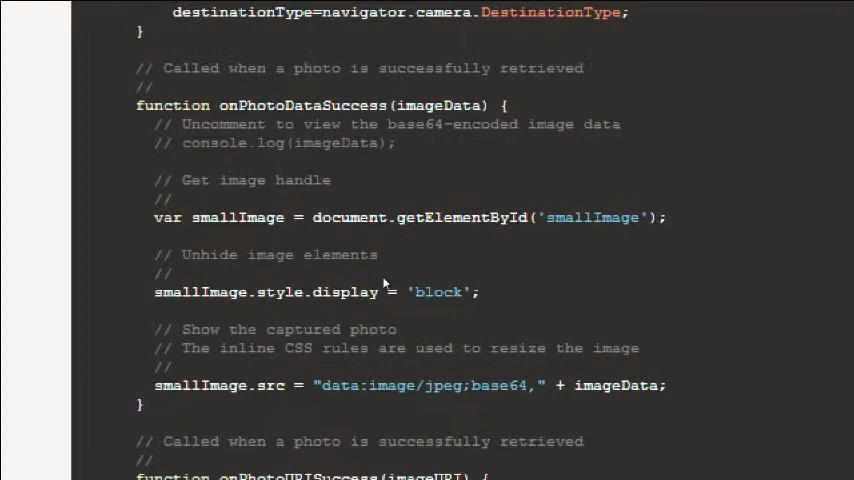 destinationType=navigator.camera.DestinationType;
}
// Called when a photo is successfully retrieved
//
function onPhotoDataSuccess(imageData) {
// Uncomment to view the base64-encoded image data
// console.log(imageData);
// Get image handle
//
var smallImage = document.getElementById('smallImage');
// Unhide image elements
//
smallImage.style.display = 'block';
// Show the captured photo
// The inline CSS rules are used to resize the image
//
smallImage.src = "data:image/jpeg;base64," + imageData;
}
// Called when a photo is successfully retrieved
//
function onPhotoURISuccess(imageURI) {